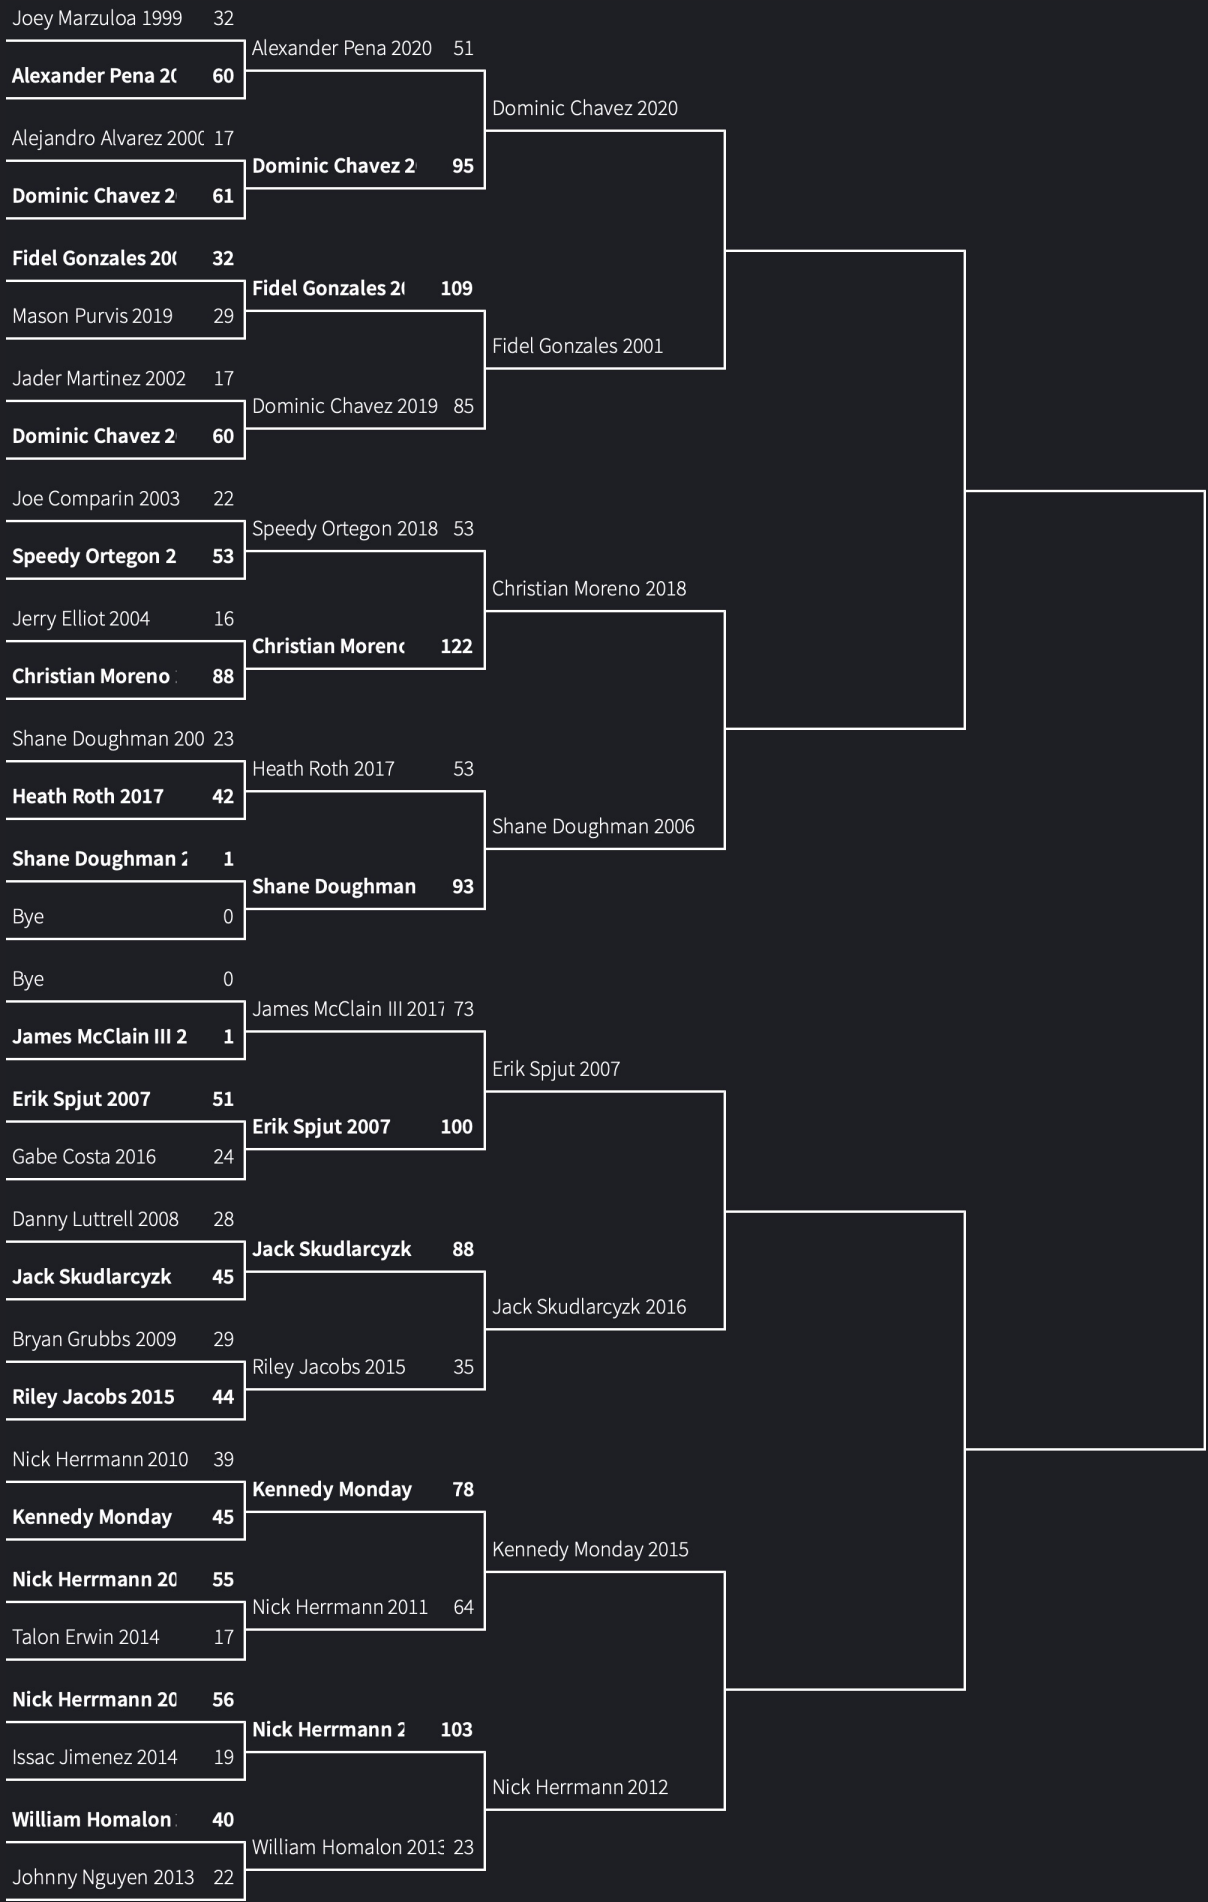 Joey Marzuloa 1999 32
Alexander Pena 20 60
Alejandro Alvarez 2000 17
Dominic Chavez 2 61
Fidel Gonzales 200 32
Mason Purvis 2019 29
Jader Martinez 2002 17
Dominic Chavez 2 60
Joe Comparin 2003 22
Speedy Ortegon 2 53
Jerry Elliot 2004 16
Christian Moreno 88
Shane Doughman 200 23
Heath Roth 2017 42
Shane Doughman 2 1
Bye 0
Bye 0
James McClain III 2 1
Erik Spjut 2007 51
Gabe Costa 2016 24
Danny Luttrell 2008 28
Jack Skudlarcyzk 45
Bryan Grubbs 2009 29
Riley Jacobs 2015 44
Nick Herrmann 2010 39
Kennedy Monday 45
Nick Herrmann 20 55
Talon Erwin 2014 17
Nick Herrmann 20 56
Issac Jimenez 2014 19
William Homalon 40
Johnny Nguyen 2013 22
Alexander Pena 2020 51
Dominic Chavez 2 95
Fidel Gonzales 20 109
Dominic Chavez 2019 85
Speedy Ortegon 2018 53
Christian Moreno 122
Heath Roth 2017 53
Shane Doughman 93
James McClain III 2017 73
Erik Spjut 2007 100
Jack Skudlarcyzk 88
Riley Jacobs 2015 35
Kennedy Monday 78
Nick Herrmann 2011 64
Nick Herrmann 2 103
William Homalon 2013 23
Dominic Chavez 2020
Fidel Gonzales 2001
Christian Moreno 2018
Shane Doughman 2006
Erik Spjut 2007
Jack Skudlarcyzk 2016
Kennedy Monday 2015
Nick Herrmann 2012